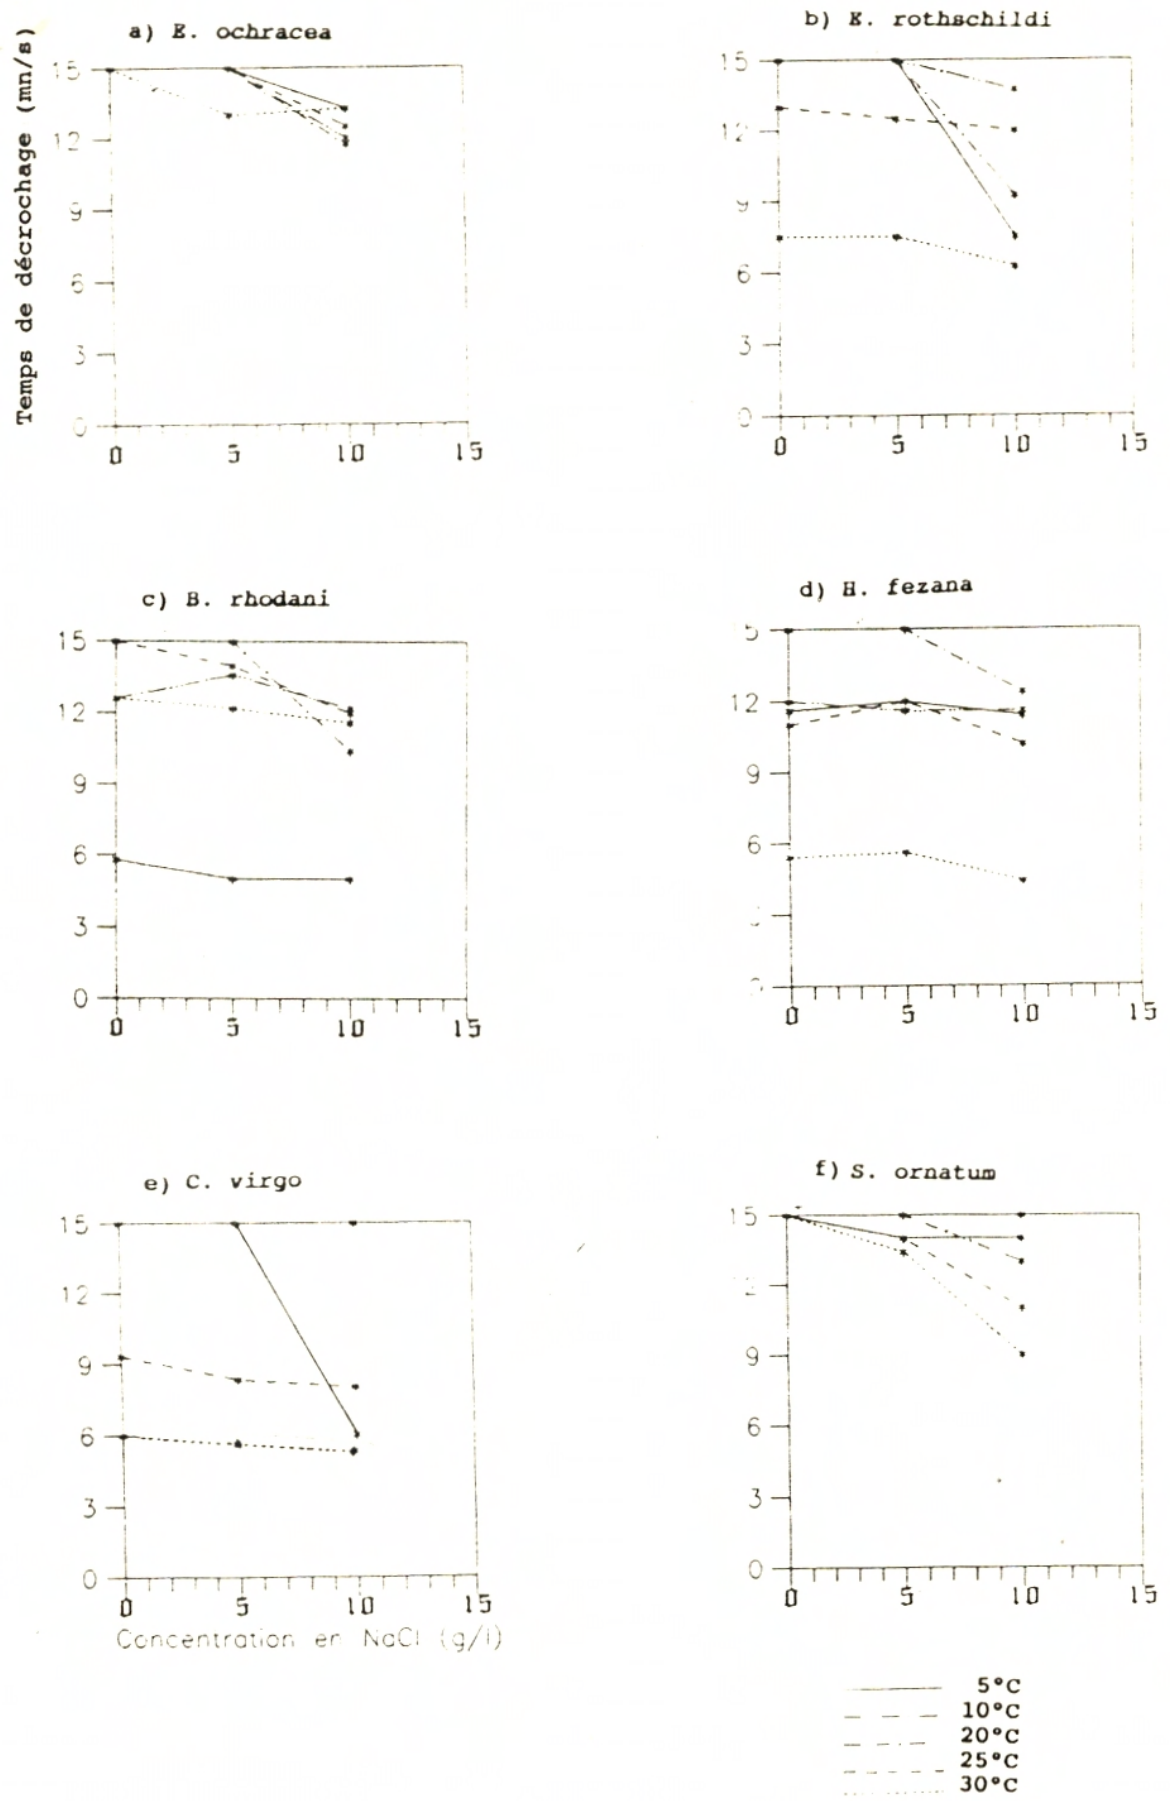 Temps de décrochage (mn/s)
a) E. ochracea
15
12
9
6
3
0
0 5 10 15
b) E. rothschildi
15
12
9
6
3
0
0 5 10 15
c) B. rhodani
15
12
9
6
3
0
0 5 10 15
d) H. fezana
5
12
9
6
0 5 10 15
e) C. virgo
15
12
9
6
3
0
0 5 10 15
Concentration en NaCl (g/l)
f) S. ornatum
15
9
6
3
0
0 5 10 15
5°C
10°C
20°C
25°C
30°C